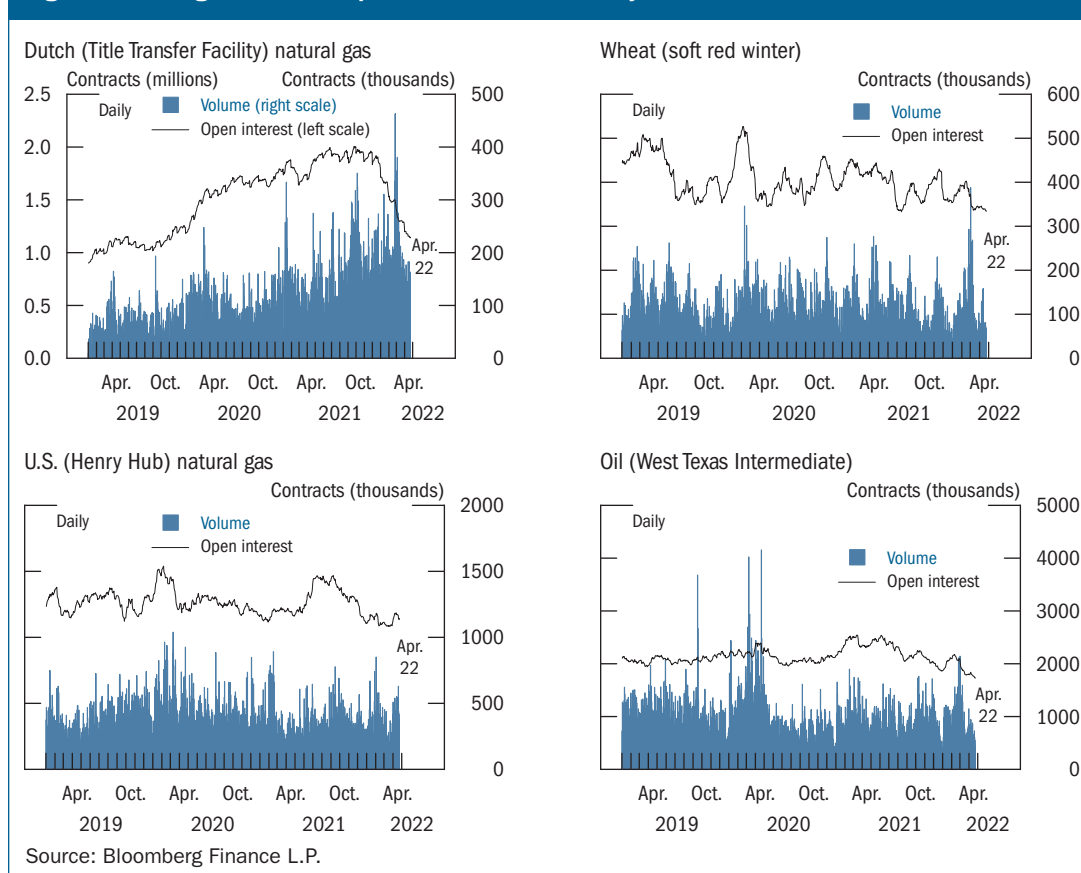 Dutch (Title Transfer Facility) natural gas
Contracts (millions) Contracts (thousands)
2.5 500
Daily Volume (right scale)
Open interest (left scale)
2.0 400
1.5 300
1.0 200
Apr.
22
0.5 100
0.0 0
Apr. Oct. Apr. Oct. Apr. Oct. Apr.
2019 2020 2021 2022
Wheat (soft red winter)
Contracts (thousands)
600
Daily Volume
Open interest
500
400
300
Apr.
22
200
100
0
Apr. Oct. Apr. Oct. Apr. Oct. Apr.
2019 2020 2021 2022
U.S. (Henry Hub) natural gas
Contracts (thousands)
2000
Daily Volume
Open interest
1500
1000
Apr.
22
500
0
Apr. Oct. Apr. Oct. Apr. Oct. Apr.
2019 2020 2021 2022
Oil (West Texas Intermediate)
Contracts (thousands)
5000
Daily
Volume
4000
Open interest
3000
2000
Apr.
22
1000
0
Apr. Oct. Apr. Oct. Apr. Oct. Apr.
2019 2020 2021 2022
Source: Bloomberg Finance L.P.